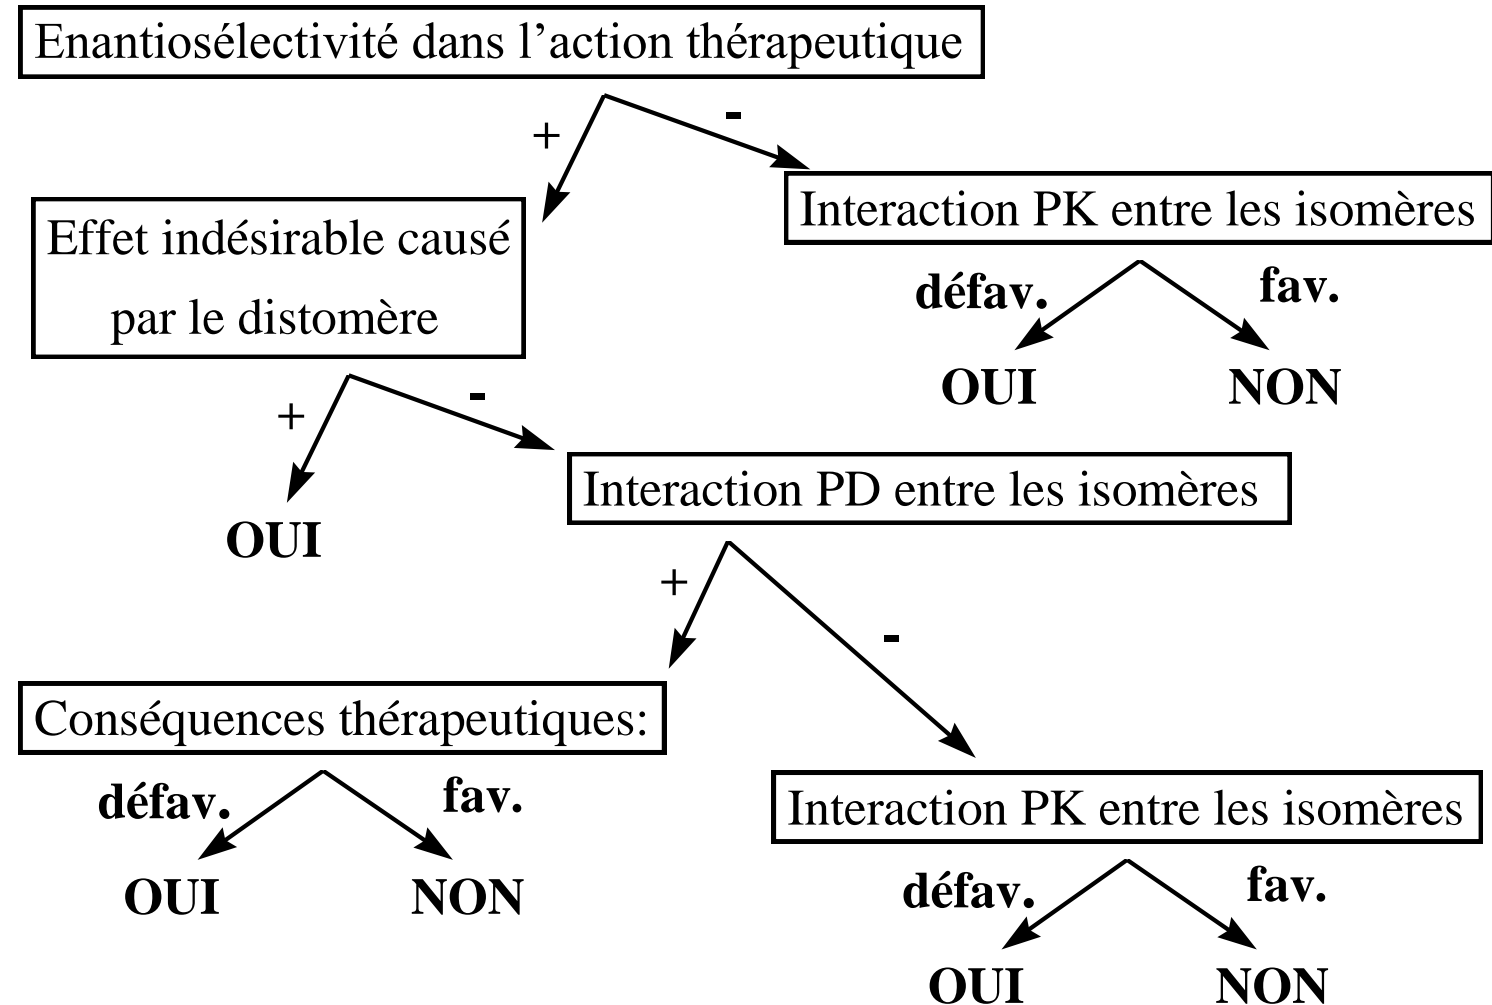 Enantiosélectivité dans l’action thérapeutique
+
-
Interaction PK entre les isomères
Effet indésirable causé
par le distomère
défav.
fav.
OUI
NON
+
-
Interaction PD entre les isomères
OUI
+
-
Conséquences thérapeutiques:
défav.
fav.
Interaction PK entre les isomères
OUI
NON
défav.
fav.
OUI
NON